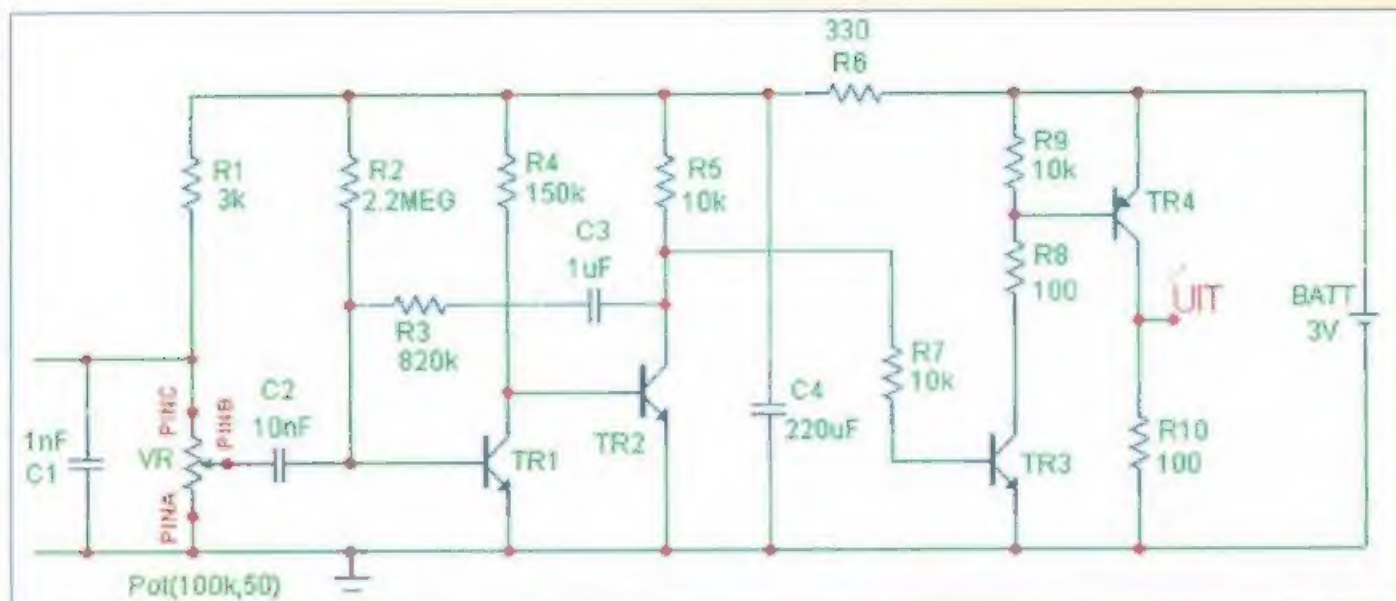 330
R6
R1
3k
R2
2.2MEG
R4
150k
R5
10k
R9
10k
TR4
C3
1uF
R8
100
UIT
BATT
3V
R3
820k
R7
10k
PINC
PINB
C2
10nF
C4
220uF
1nF
C1
VR
TR1
TR2
TR3
R10
100
PINA
Pot(100k,50)